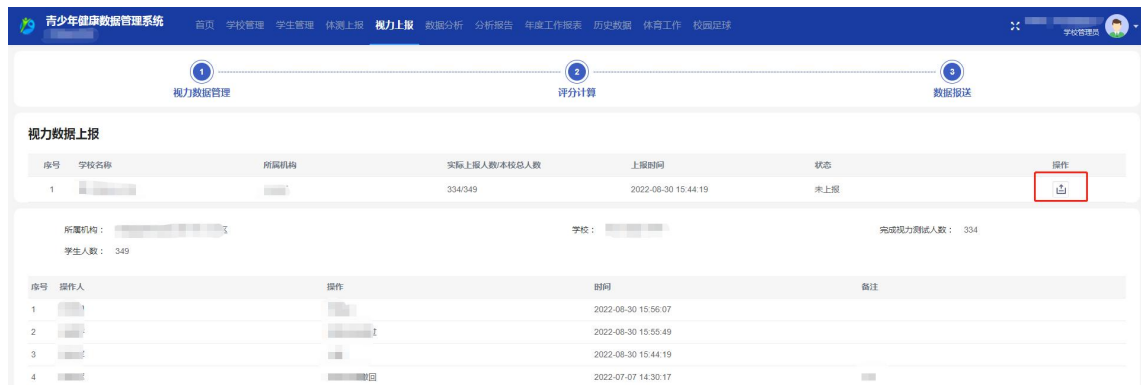 青少年健康数据管理系统 首页 学校管理 学生管理 体测上报 视力上报 数据分析 分析报告 年度工作报表 历史数据 体育工作 校园足球
学校管理员
1 2 3
视力数据管理 评分计算 数据报送
视力数据上报
序号 学校名称 所属机构 实际上报人数/本校总人数 上报时间 状态 操作
1 334/349 2022-08-30 15:44:19 未上报
所属机构： 学校： 完成视力测试人数： 334
学生人数： 349
序号 操作人 操作 时间 备注
1 2022-08-30 15:56:07
2 2022-08-30 15:55:49
3 2022-08-30 15:44:19
4 回 2022-07-07 14:30:17